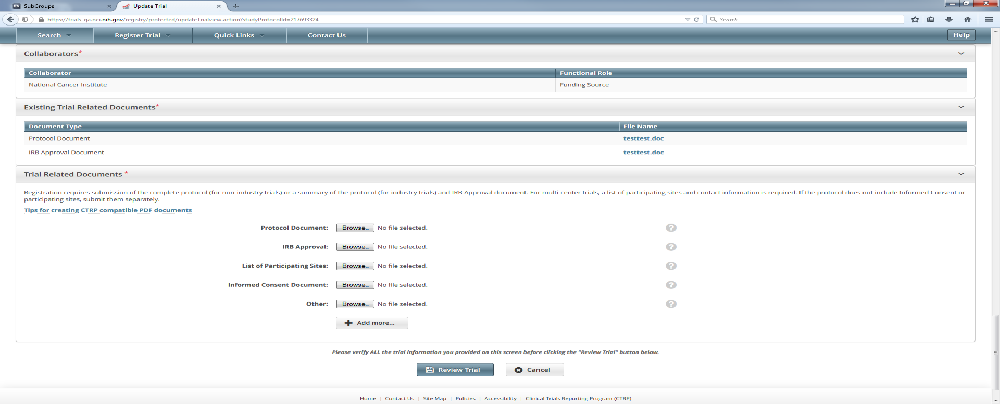 PA SubGroups
Update Trial
https://trials-qa.nci.nih.gov/registry/protected/updateTrialview.action?studyProtocolId=217693324
Search
Search
Register Trial
Quick Links
Contact Us
Help
Collaborators*
Collaborator Functional Role
National Cancer Institute Funding Source
Existing Trial Related Documents*
Document Type File Name
Protocol Document testtest.doc
IRB Approval Document testtest.doc
Trial Related Documents *
Registration requires submission of the complete protocol (for non-industry trials) or a summary of the protocol (for industry trials) and IRB Approval document. For multi-center trials, a list of participating sites and contact information is required. If the protocol does not include Informed Consent or
participating sites, submit them separately.
Tips for creating CTRP compatible PDF documents
Protocol Document: Browse... No file selected. ?
IRB Approval: Browse... No file selected. ?
List of Participating Sites: Browse... No file selected. ?
Informed Consent Document: Browse... No file selected. ?
Other: Browse... No file selected. ?
Add more...
Please verify ALL the trial information you provided on this screen before clicking the "Review Trial" button below.
Review Trial Cancel
Home | Contact Us | Site Map | Policies | Accessibility | Clinical Trials Reporting Program (CTRP)